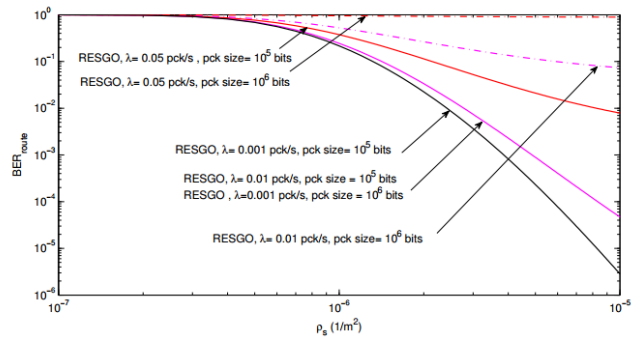 10^0
10^-1
10^-2
10^-3
10^-4
10^-5
10^-6
BER_route
RESGO, λ= 0.05 pck/s , pck size= 10^5 bits
RESGO, λ= 0.05 pck/s, pck size= 10^6 bits
RESGO, λ= 0.001 pck/s, pck size= 10^5 bits
RESGO, λ= 0.01 pck/s, pck size= 10^5 bits
RESGO , λ=0.001 pck/s, pck size= 10^6 bits
RESGO, λ= 0.01 pck/s, pck size= 10^6 bits
10^-7
10^-6
10^-5
ρ_s (1/m^2)